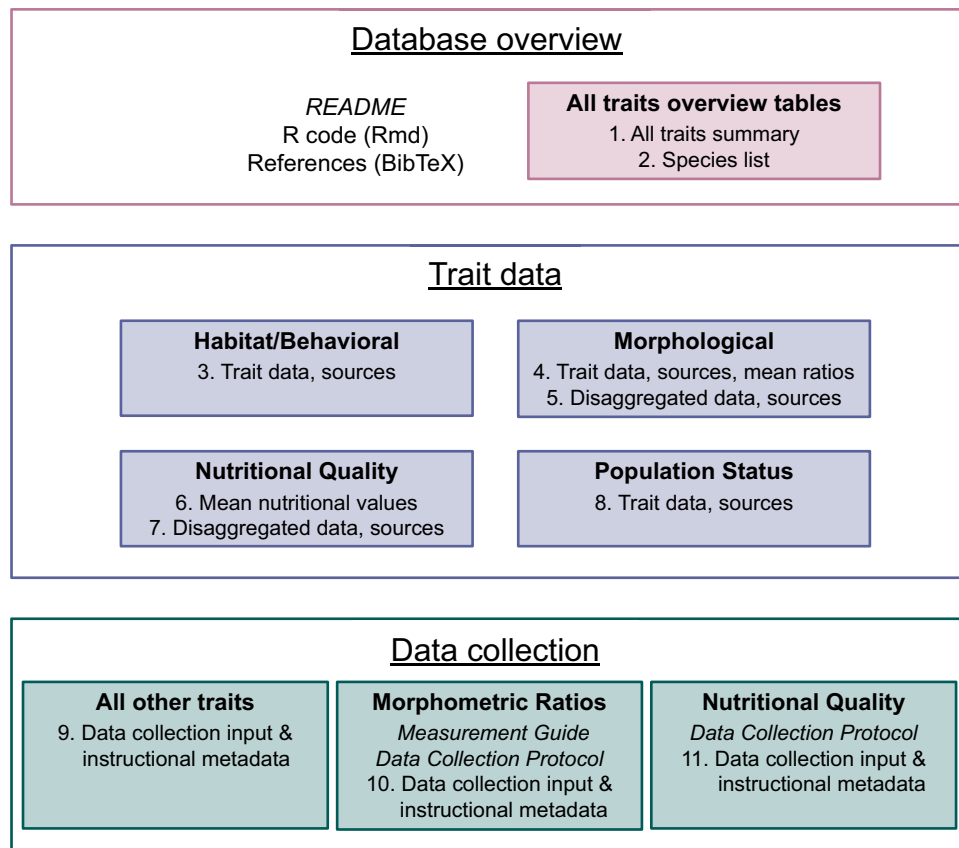 Database overview
README
R code (Rmd)
References (BibTeX)
All traits overview tables
1. All traits summary
2. Species list
Trait data
Habitat/Behavioral
3. Trait data, sources
Morphological
4. Trait data, sources, mean ratios
5. Disaggregated data, sources
Nutritional Quality
6. Mean nutritional values
7. Disaggregated data, sources
Population Status
8. Trait data, sources
Data collection
All other traits
9. Data collection input &
instructional metadata
Morphometric Ratios
Measurement Guide
Data Collection Protocol
10. Data collection input &
instructional metadata
Nutritional Quality
Data Collection Protocol
11. Data collection input &
instructional metadata